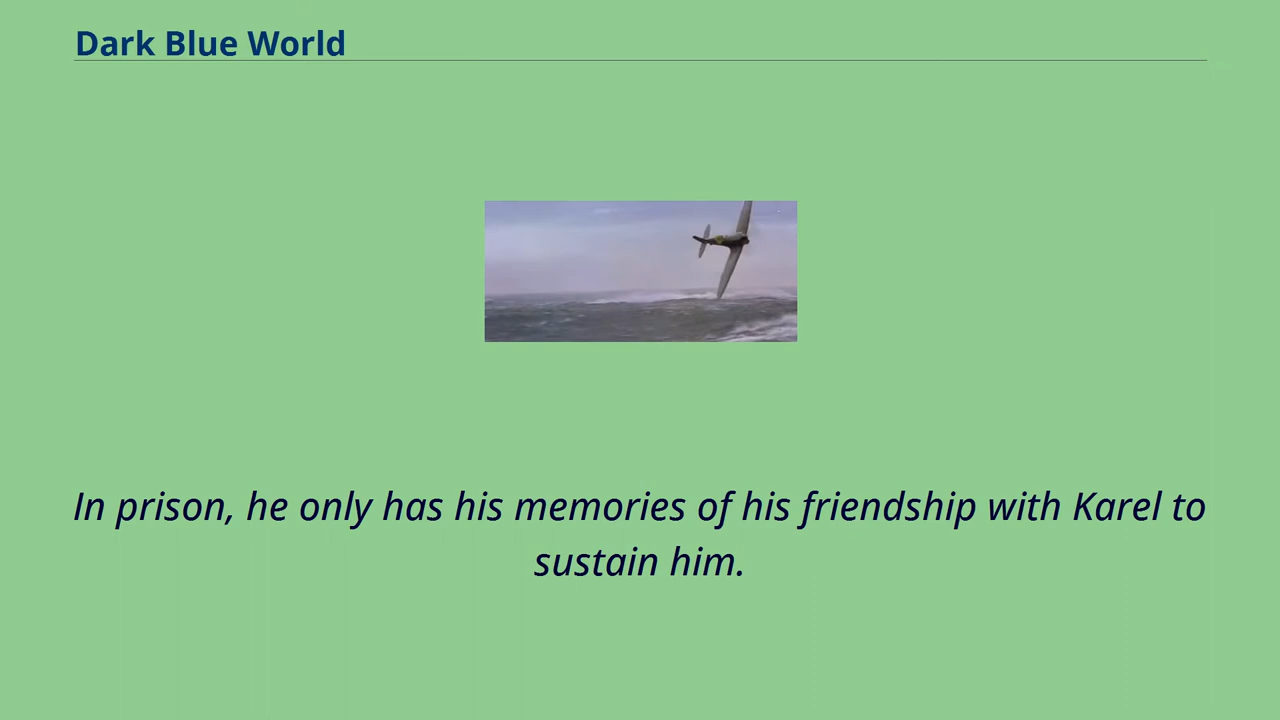 Dark Blue World
In prison, he only has his memories of his friendship with Karel to
sustain him.